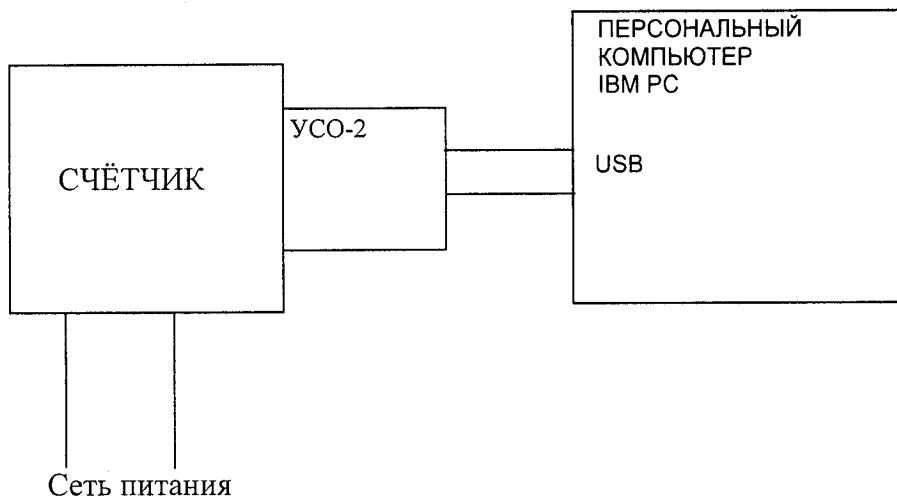 ПЕРСОНАЛЬНЫЙ
КОМПЬЮТЕР
IBM PC
УСО-2
СЧЁТЧИК
USB
Сеть питания